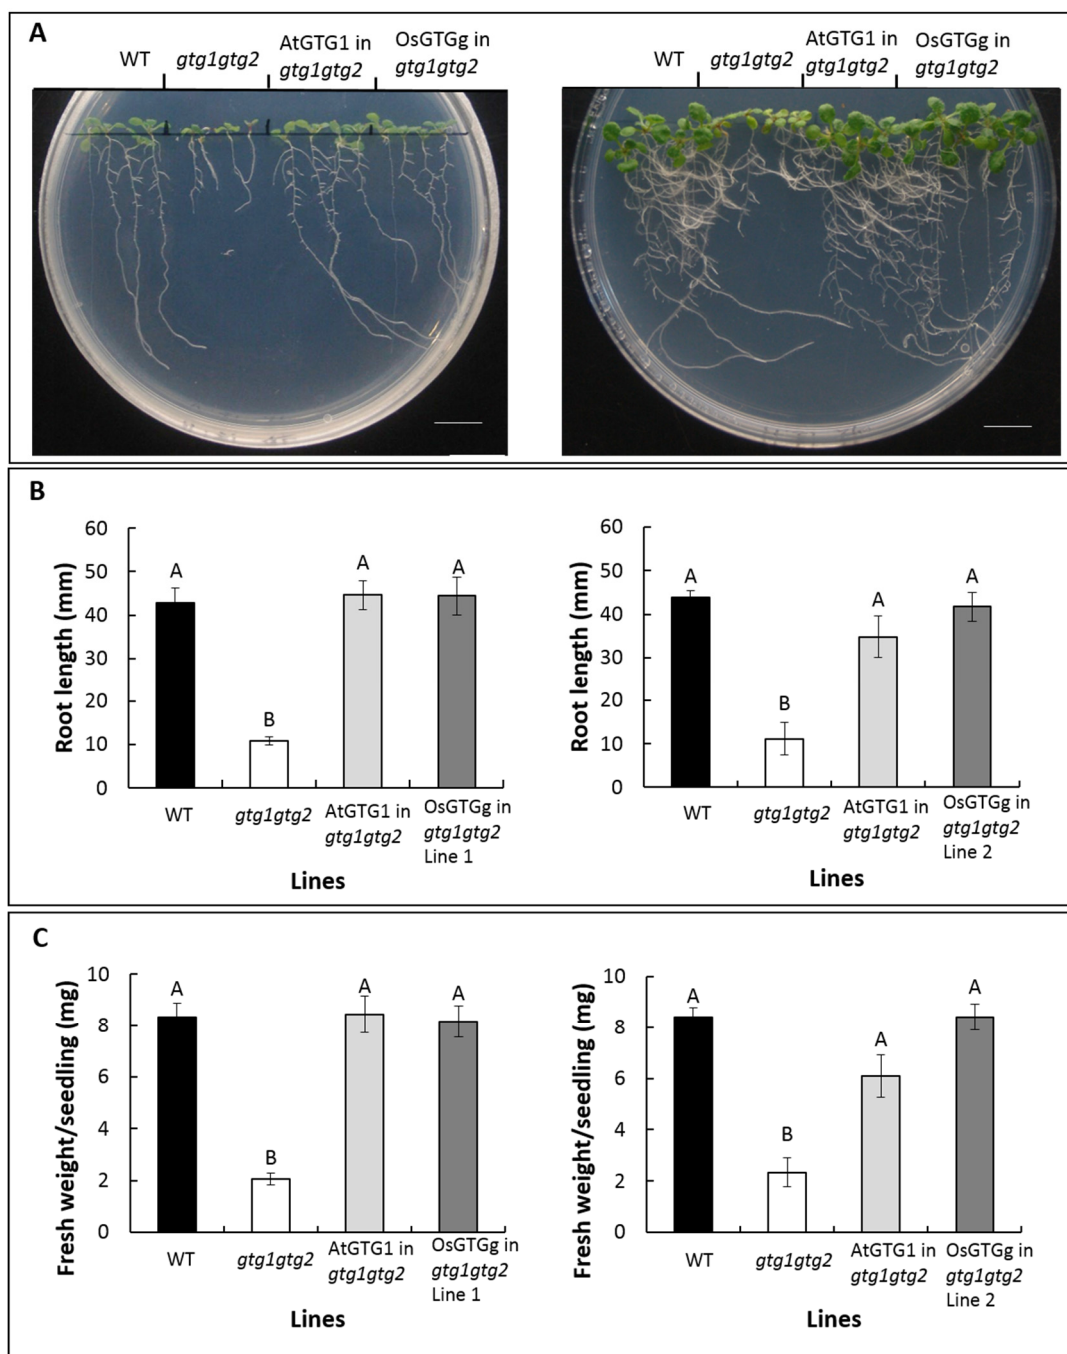 A
WT
gtg1gtg2
AtGTG1 in
gtg1gtg2
OsGTGg in
gtg1gtg2
WT
gtg1gtg2
AtGTG1 in
gtg1gtg2
OsGTGg in
gtg1gtg2
B
Root length (mm)
60
50
40
30
20
10
0
A
B
A
A
WT
gtg1gtg2
AtGTG1 in
gtg1gtg2
OsGTGg in
gtg1gtg2
Line 1
Lines
Root length (mm)
60
50
40
30
20
10
0
A
B
A
A
WT
gtg1gtg2
AtGTG1 in
gtg1gtg2
OsGTGg in
gtg1gtg2
Line 2
Lines
C
Fresh weight/seedling (mg)
10
8
6
4
2
0
A
B
A
A
WT
gtg1gtg2
AtGTG1 in
gtg1gtg2
OsGTGg in
gtg1gtg2
Line 1
Lines
Fresh weight/seedling (mg)
10
8
6
4
2
0
A
B
A
A
WT
gtg1gtg2
AtGTG1 in
gtg1gtg2
OsGTGg in
gtg1gtg2
Line 2
Lines